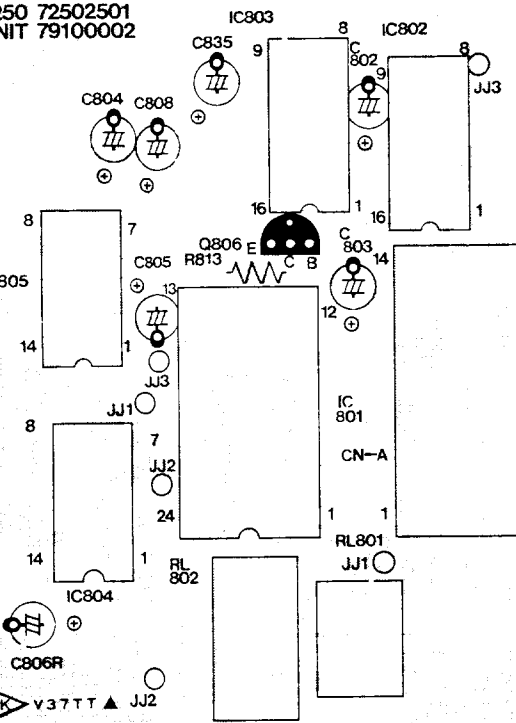 250 72502501
NIT 79100002
IC803
8
IC802
C835
9
C
802
8
9
JJ3
C804
C808
16
1
16
1
8
7
Q806
E
C
B
C
803
14
R813
C805
805
13
12
14
1
JJ3
JJ1
IC
801
8
7
CN-A
JJ2
24
1
1
RL801
14
1
RL
802
JJ1
IC804
C806R
K V37TT
JJ2